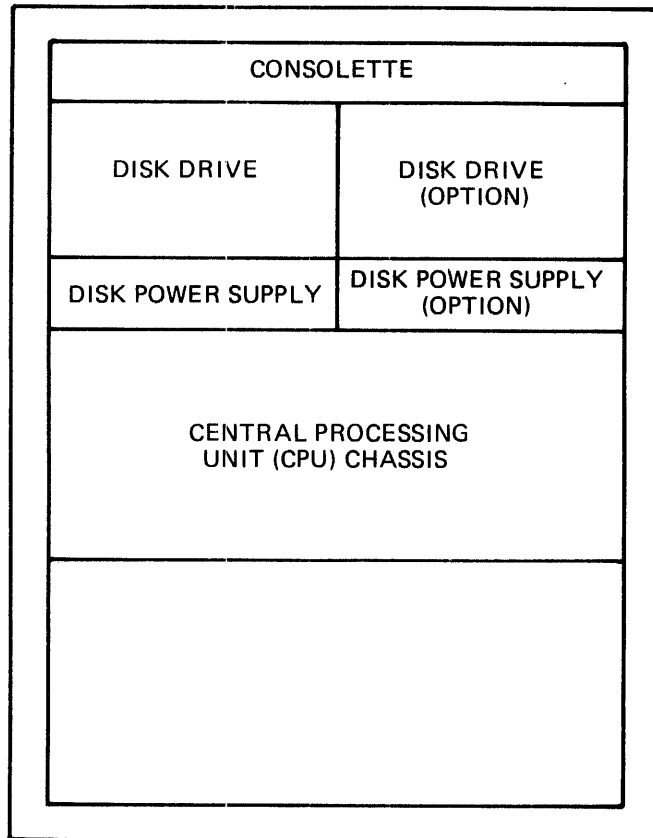 CONSOLETTE
DISK DRIVE
DISK DRIVE
(OPTION)
DISK POWER SUPPLY
DISK POWER SUPPLY
(OPTION)
CENTRAL PROCESSING
UNIT (CPU) CHASSIS